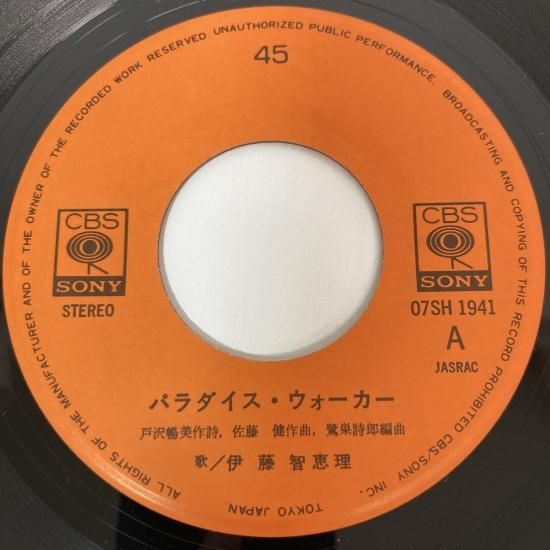 ALL RIGHTS OF THE MANUFACTURER AND OF THE OWNER OF THE RECORDED WORK RESERVED UNAUTHORIZED PUBLIC PERFORMANCE. BROADCASTING AND COPYING OF THIS RECORD PROHIBITED CBS/SONY INC.
TOKYO JAPAN
45
CBS
SONY
STEREO
CBS
SONY
07SH 1941
A
JASRAC
パラダイス・ウォーカー
戸沢暢美作詩, 佐藤 健作曲, 鷺巣詩郎編曲
歌／伊藤智恵理